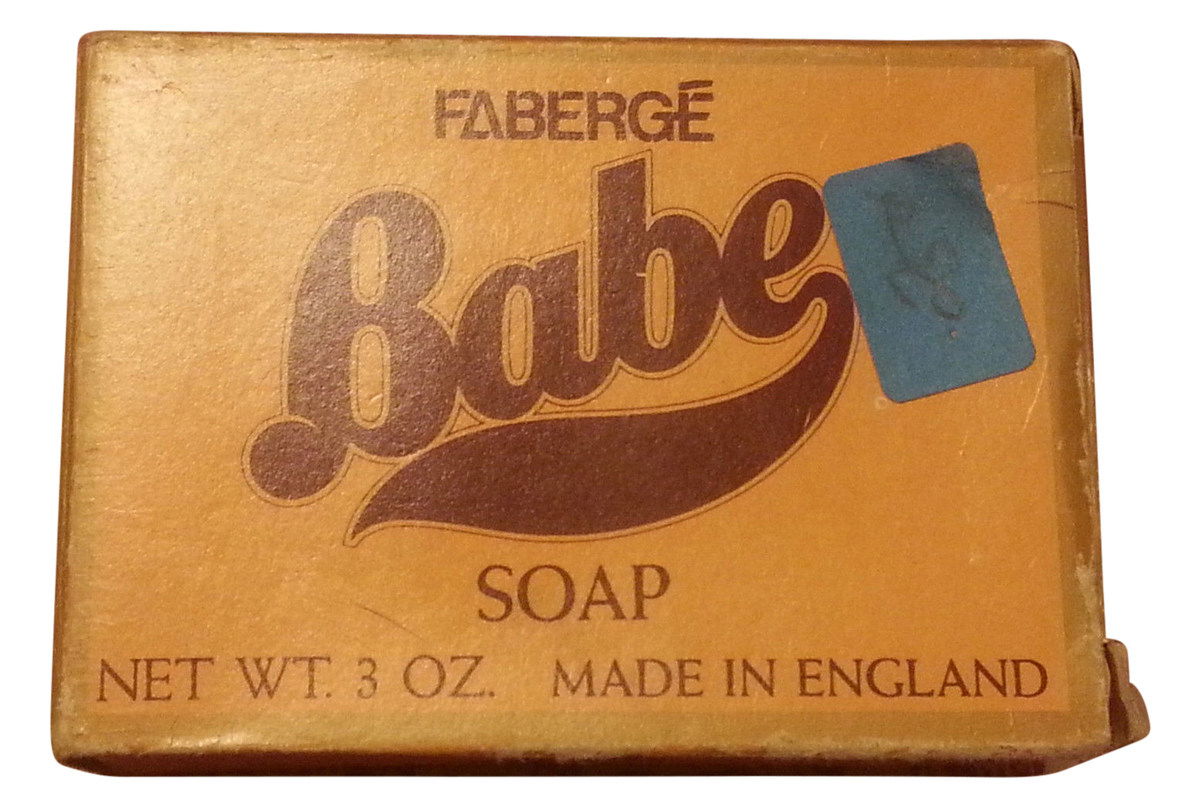 FABERGÉ
Babe
SOAP
NET WT. 3 OZ. MADE IN ENGLAND